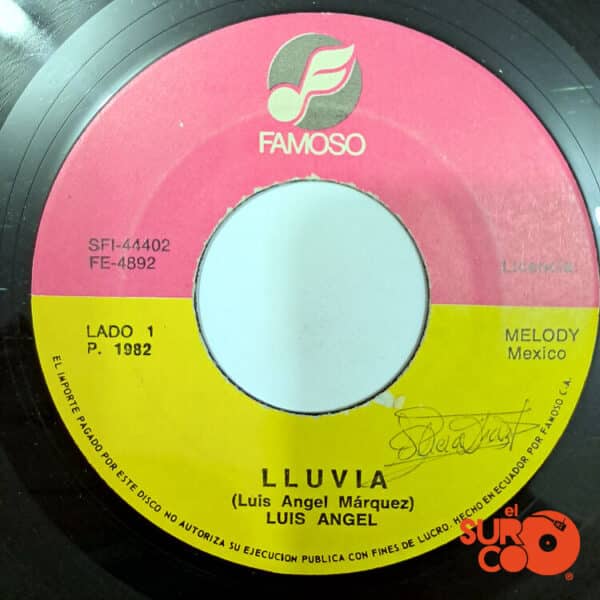 FAMOSO
SFI-44402
FE-4892
Licencia:
LADO 1
P. 1982
MELODY
Mexico
LLUVIA
(Luis Angel Márquez)
LUIS ANGEL
EL IMPORTE PAGADO POR ESTE DISCO NO AUTORIZA SU EJECUCION PUBLICA CON FINES DE LUCRO. HECHO EN ECUADOR POR FAMOSO C.A.
el
SUR
CO